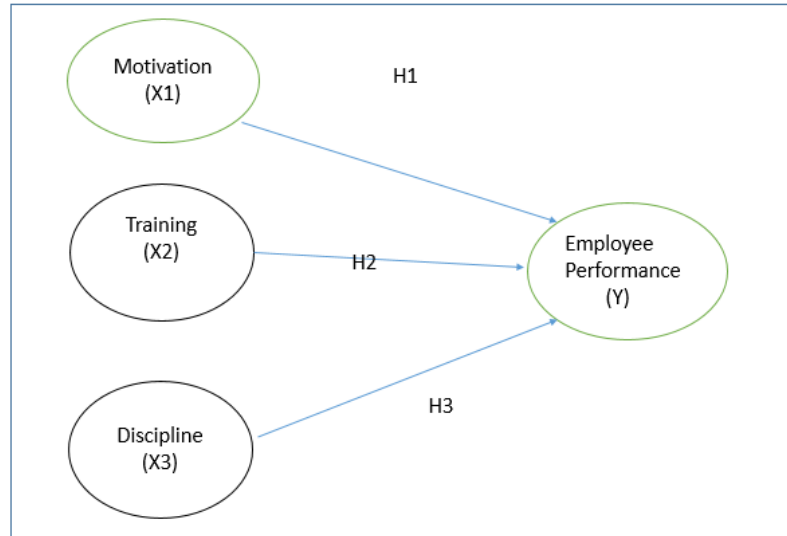 Motivation
(X1)
H1
Training
(X2)
H2
Employee
Performance
(Y)
Discipline
(X3)
H3